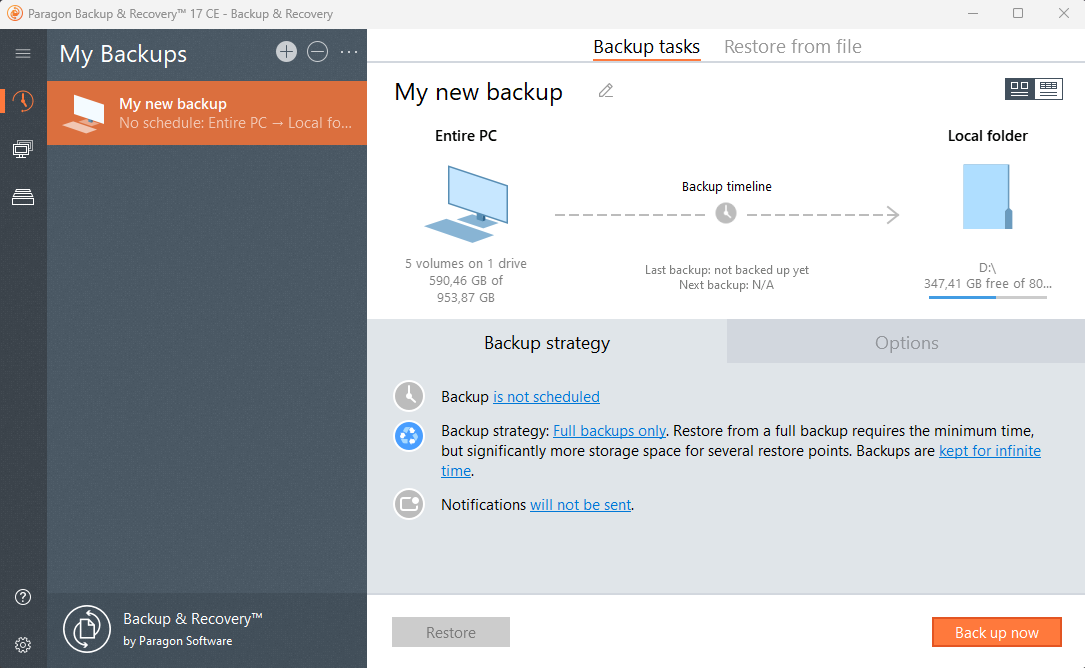 Paragon Backup & Recovery™ 17 CE - Backup & Recovery
My Backups
My new backup
No schedule: Entire PC → Local fo...
Backup & Recovery™
by Paragon Software
Backup tasks
Restore from file
My new backup
Entire PC
Local folder
Backup timeline
5 volumes on 1 drive
590,46 GB of
953,87 GB
Last backup: not backed up yet
Next backup: N/A
D:\
347,41 GB free of 80...
Backup strategy
Options
Backup is not scheduled
Backup strategy: Full backups only. Restore from a full backup requires the minimum time,
but significantly more storage space for several restore points. Backups are kept for infinite
time.
Notifications will not be sent.
Restore
Back up now